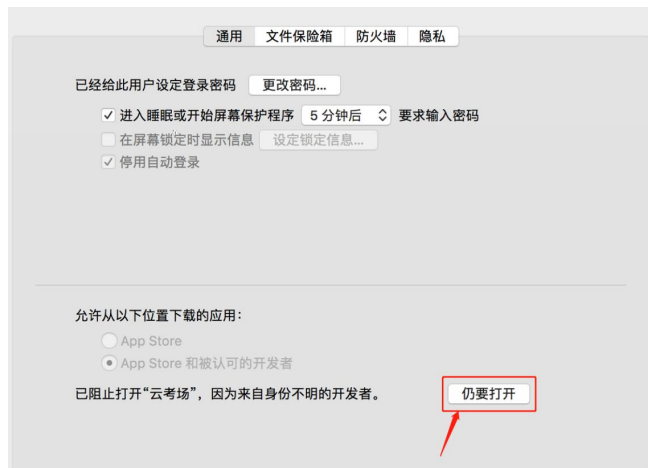 通用 文件保险箱 防火墙 隐私
已经给此用户设定登录密码 更改密码...
进入睡眠或开始屏幕保护程序 5 分钟后 要求输入密码
在屏幕锁定时显示信息 设定锁定信息...
停用自动登录
允许从以下位置下载的应用：
App Store
App Store 和被认可的开发者
已阻止打开“云考场”，因为来自身份不明的开发者。 仍要打开